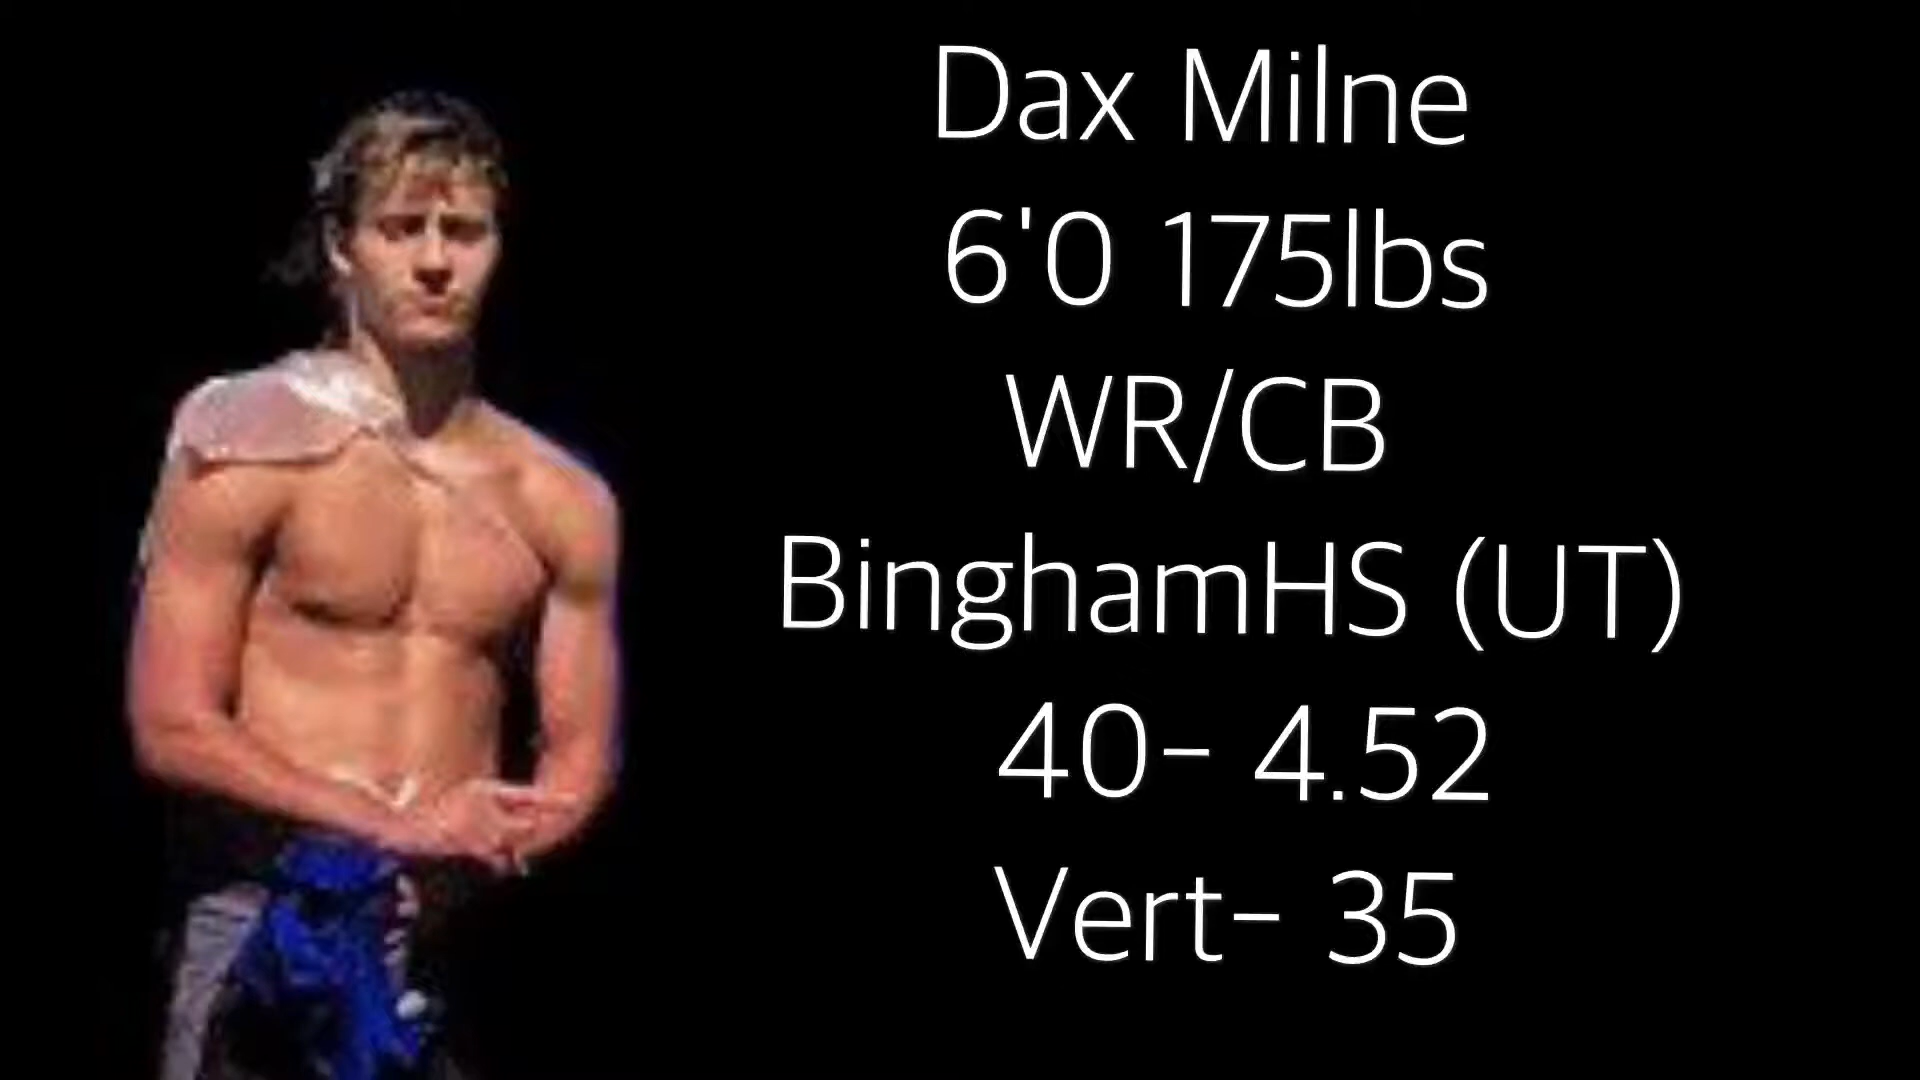 Dax Milne
6'0 175lbs
WR/CB
BinghamHS (UT)
40- 4.52
Vert- 35